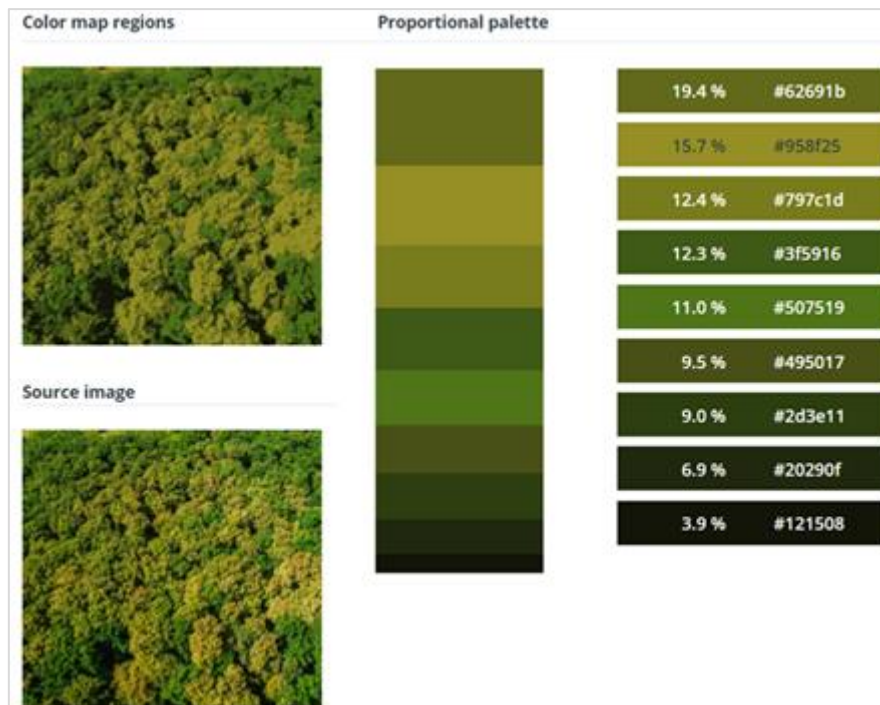 Color map regions
Proportional palette
19.4 % #62691b
15.7 % #958f25
12.4 % #797c1d
12.3 % #3f5916
11.0 % #507519
9.5 % #495017
9.0 % #2d3e11
6.9 % #20290f
3.9 % #121508
Source image